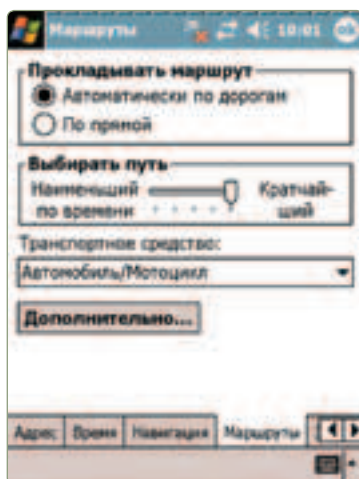 Маршруты 10:01 ok
Прокладывать маршрут
Автоматически по дорогам
По прямой
Выбирать путь
Наименьший Кратчай-
по времени ший
Транспортное средство:
Автомобиль/Мотоцикл
Дополнительно...
Адрес Время Навигация Маршруты